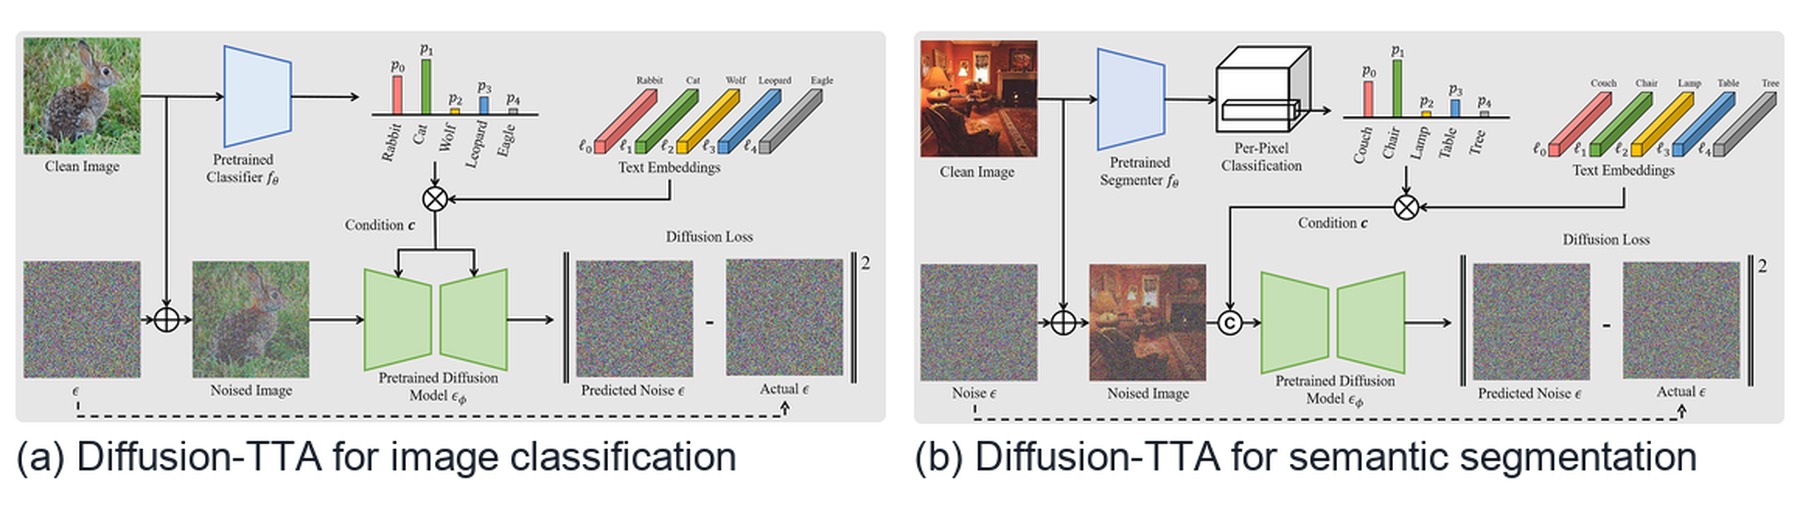 Clean Image
Pretrained
Classifier fθ
p0
p1
p2
p3
p4
Rabbit
Cat
Wolf
Leopard
Eagle
Rabbit
Cat
Wolf
Leopard
Eagle
ℓ0
ℓ1
ℓ2
ℓ3
ℓ4
Text Embeddings
Condition c
Diffusion Loss
2
-
ϵ
Noised Image
Pretrained Diffusion
Model ϵϕ
Predicted Noise ϵ
Actual ϵ
(a) Diffusion-TTA for image classification
Clean Image
Pretrained
Segmenter fθ
Per-Pixel
Classification
p0
p1
p2
p3
p4
Couch
Chair
Lamp
Table
Tree
Couch
Chair
Lamp
Table
Tree
ℓ0
ℓ1
ℓ2
ℓ3
ℓ4
Text Embeddings
Condition c
Diffusion Loss
2
C
-
Noise ϵ
Noised Image
Pretrained Diffusion
Model ϵϕ
Predicted Noise ϵ
Actual ϵ
(b) Diffusion-TTA for semantic segmentation